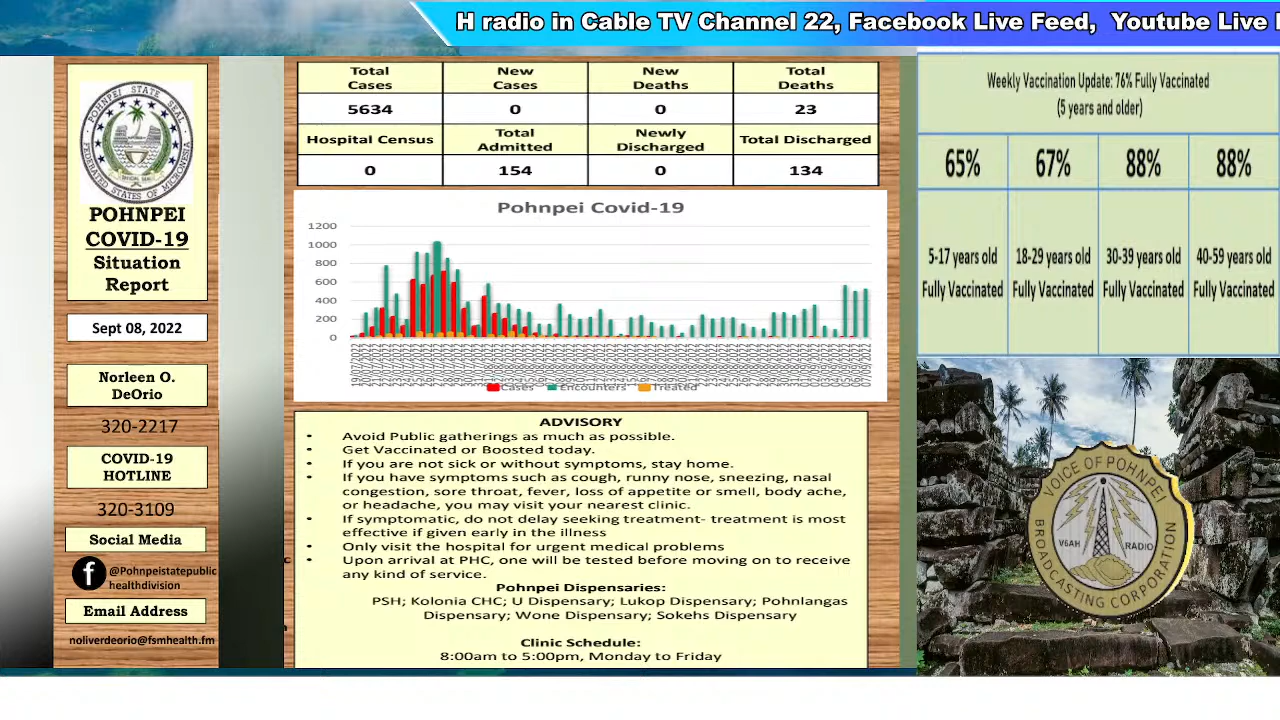 H radio in Cable TV Channel 22, Facebook Live Feed, Youtube Live
POHNPEI STATE SEAL
FEDERATED STATES OF MICRONESIA
POHNPEI
COVID-19
Situation
Report
Sept 08, 2022
Norleen O.
DeOrio
320-2217
COVID-19
HOTLINE
320-3109
Social Media
f
@Pohnpeistatepublic
healthdivision
Email Address
noliverdeorio@fsmhealth.fm
Total Cases New Cases New Deaths Total Deaths
5634 0 0 23
Hospital Census Total Admitted Newly Discharged Total Discharged
0 154 0 134
Pohnpei Covid-19
1200
1000
800
600
400
200
0
Cases Encounters Treated
ADVISORY
• Avoid Public gatherings as much as possible.
• Get Vaccinated or Boosted today.
• If you are not sick or without symptoms, stay home.
• If you have symptoms such as cough, runny nose, sneezing, nasal
congestion, sore throat, fever, loss of appetite or smell, body ache,
or headache, you may visit your nearest clinic.
• If symptomatic, do not delay seeking treatment- treatment is most
effective if given early in the illness
• Only visit the hospital for urgent medical problems
• Upon arrival at PHC, one will be tested before moving on to receive
any kind of service.
Pohnpei Dispensaries:
PSH; Kolonia CHC; U Dispensary; Lukop Dispensary; Pohnlangas
Dispensary; Wone Dispensary; Sokehs Dispensary
Clinic Schedule:
8:00am to 5:00pm, Monday to Friday
Weekly Vaccination Update: 76% Fully Vaccinated
(5 years and older)
65% 67% 88% 88%
5-17 years old 18-29 years old 30-39 years old 40-59 years old
Fully Vaccinated Fully Vaccinated Fully Vaccinated Fully Vaccinated
VOICE OF POHNPEI
V6AH RADIO
BROADCASTING CORPORATION